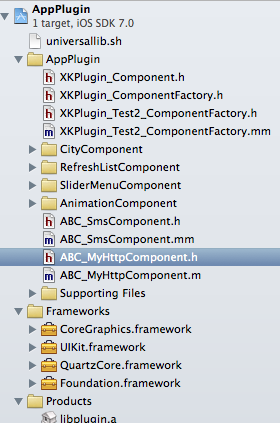 AppPlugin
1 target, iOS SDK 7.0
universallib.sh
AppPlugin
h XKPlugin_Component.h
h XKPlugin_ComponentFactory.h
h XKPlugin_Test2_ComponentFactory.h
m XKPlugin_Test2_ComponentFactory.mm
CityComponent
RefreshListComponent
SliderMenuComponent
AnimationComponent
h ABC_SmsComponent.h
m ABC_SmsComponent.mm
h ABC_MyHttpComponent.h
m ABC_MyHttpComponent.m
Supporting Files
Frameworks
CoreGraphics.framework
UIKit.framework
QuartzCore.framework
Foundation.framework
Products
libplugin.a